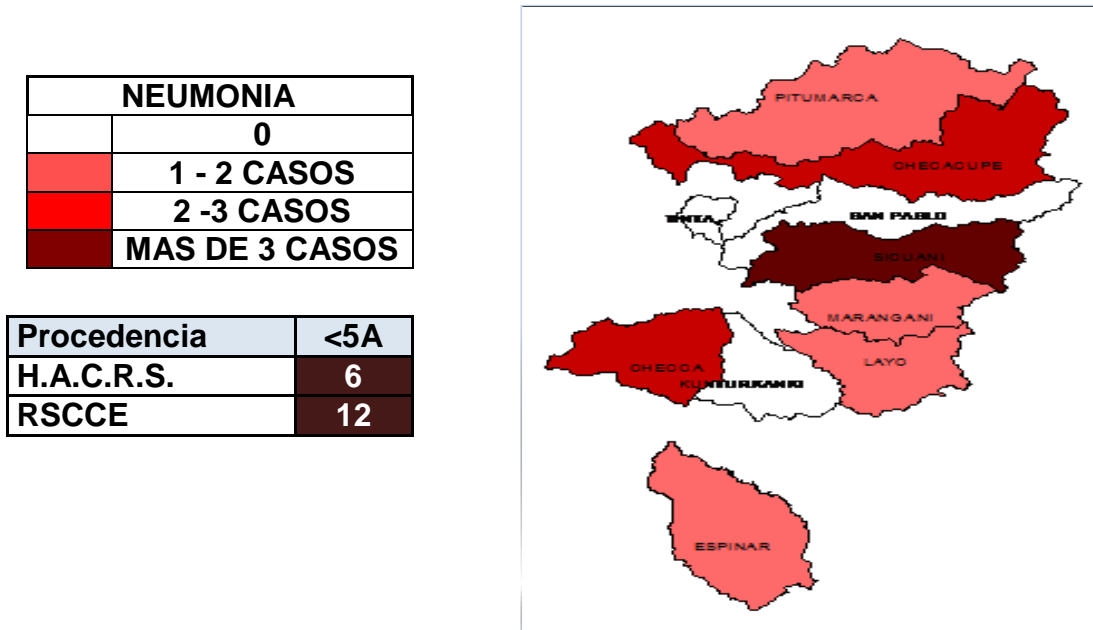 NEUMONIA
0
1 - 2 CASOS
2 -3 CASOS
MAS DE 3 CASOS
Procedencia <5A
H.A.C.R.S. 6
RSCCE 12
PITUMARCA
CHECACUPE
TINTA
SAN PABLO
SICUANI
MARANGANI
LAYO
CHECCA
KUNTURKANKI
ESPINAR